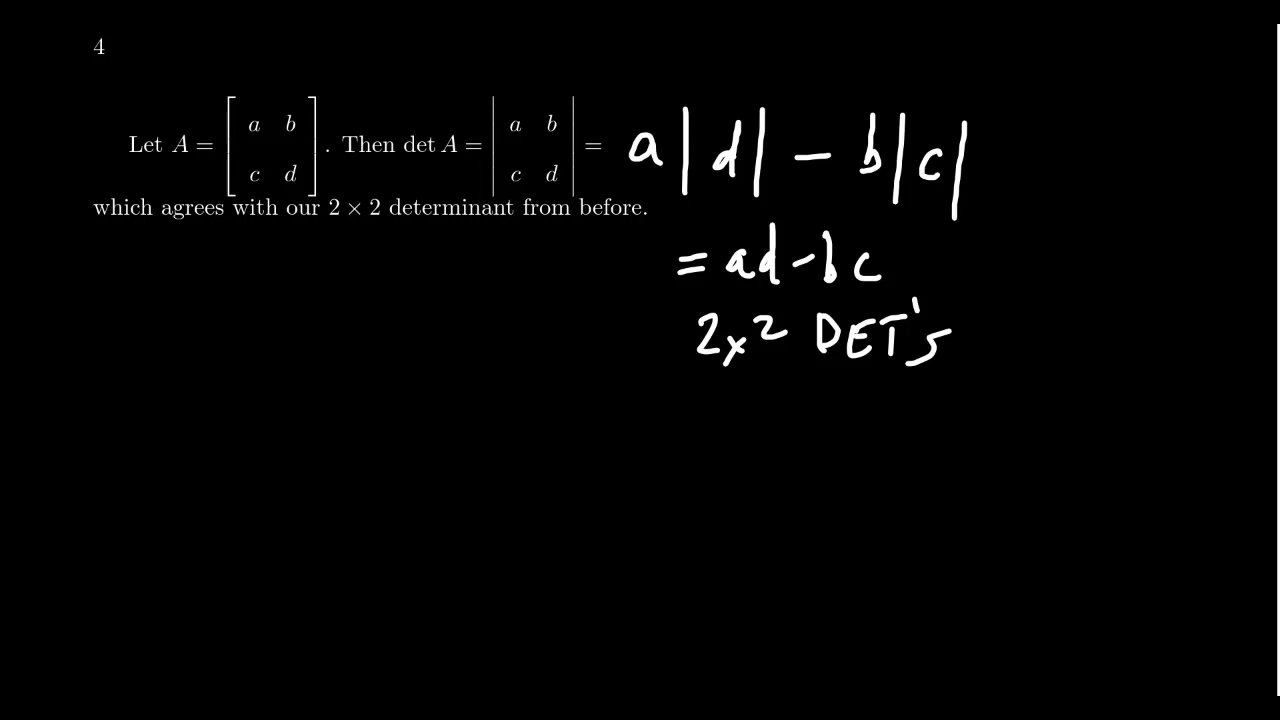 4
Let A = [ a b c d ] . Then det A = | a b c d | = a|d| − b|c|
which agrees with our 2 × 2 determinant from before.
= ad − bc
2x2 DET's